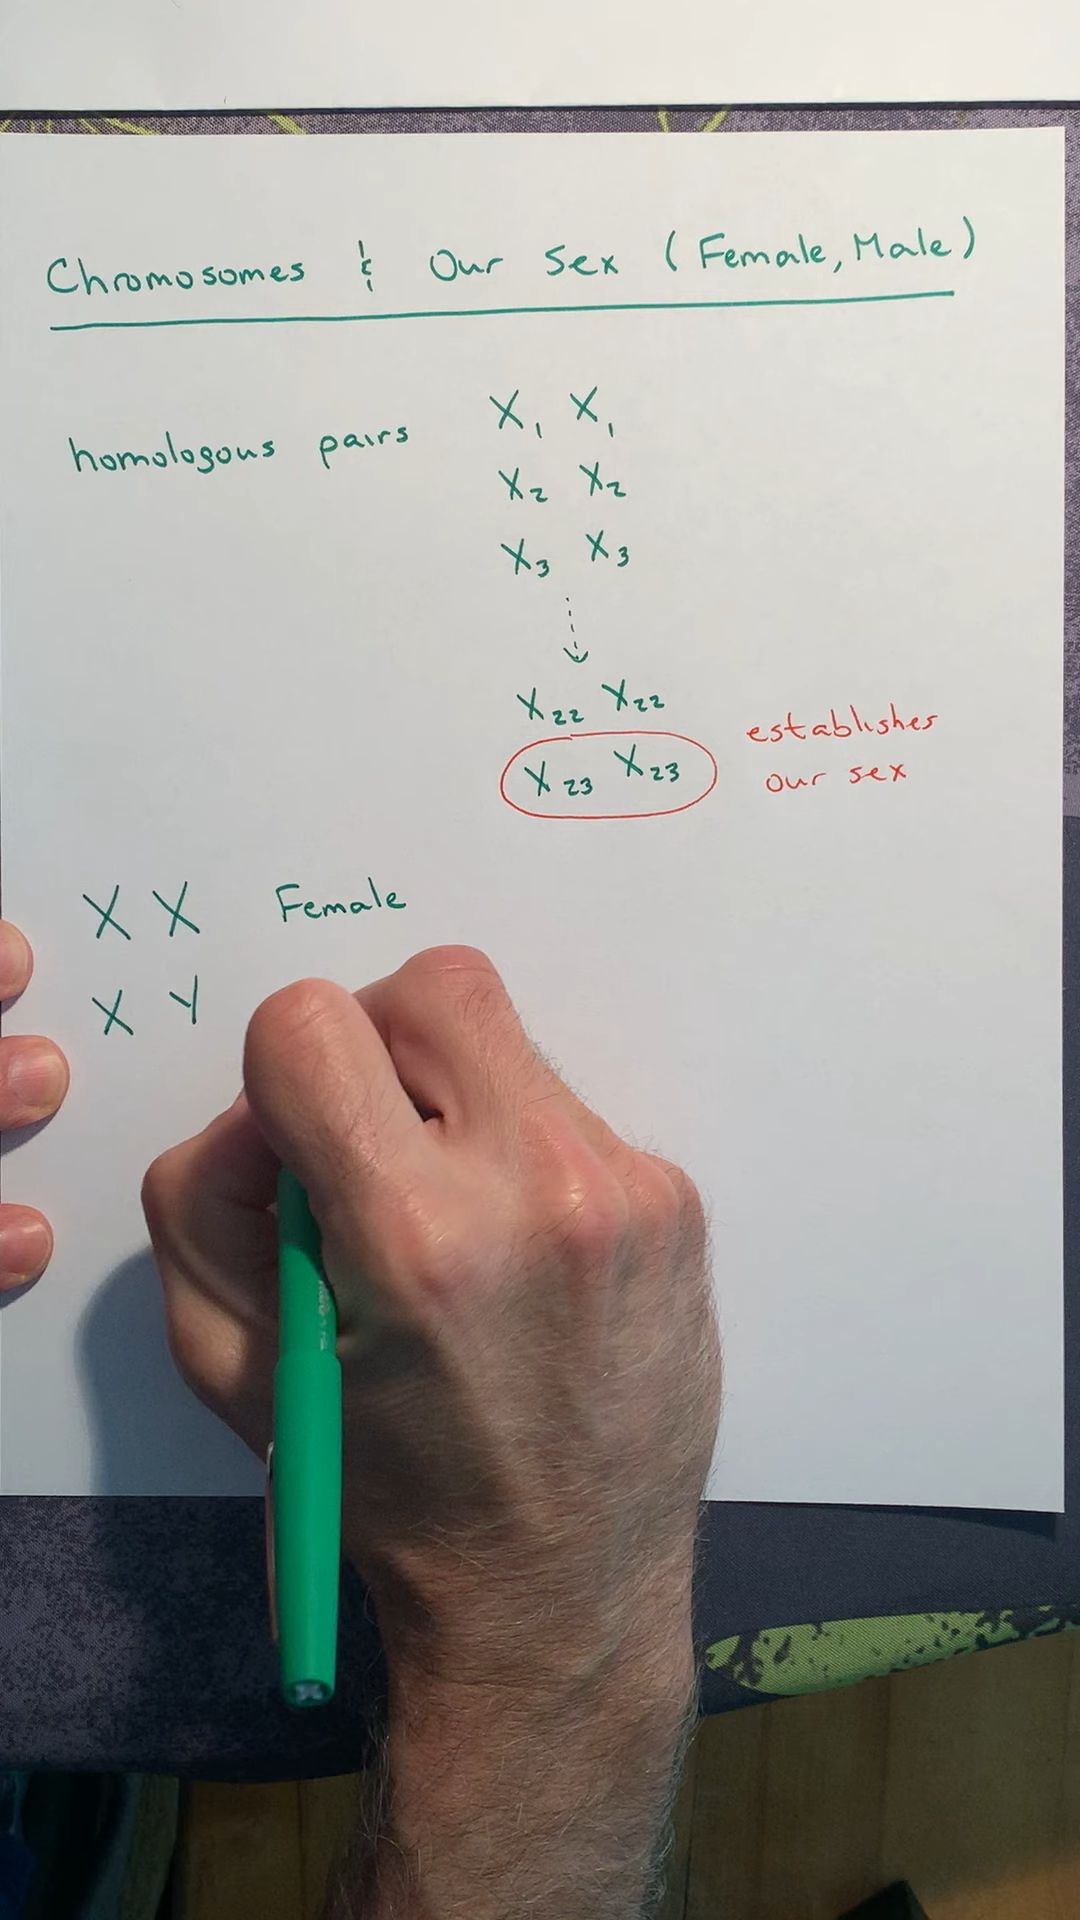 Chromosomes & Our Sex (Female, Male)
homologous pairs
X₁ X₁
X₂ X₂
X₃ X₃
X₂₂ X₂₂
X₂₃ X₂₃
establishes
our sex
X X Female
X Y